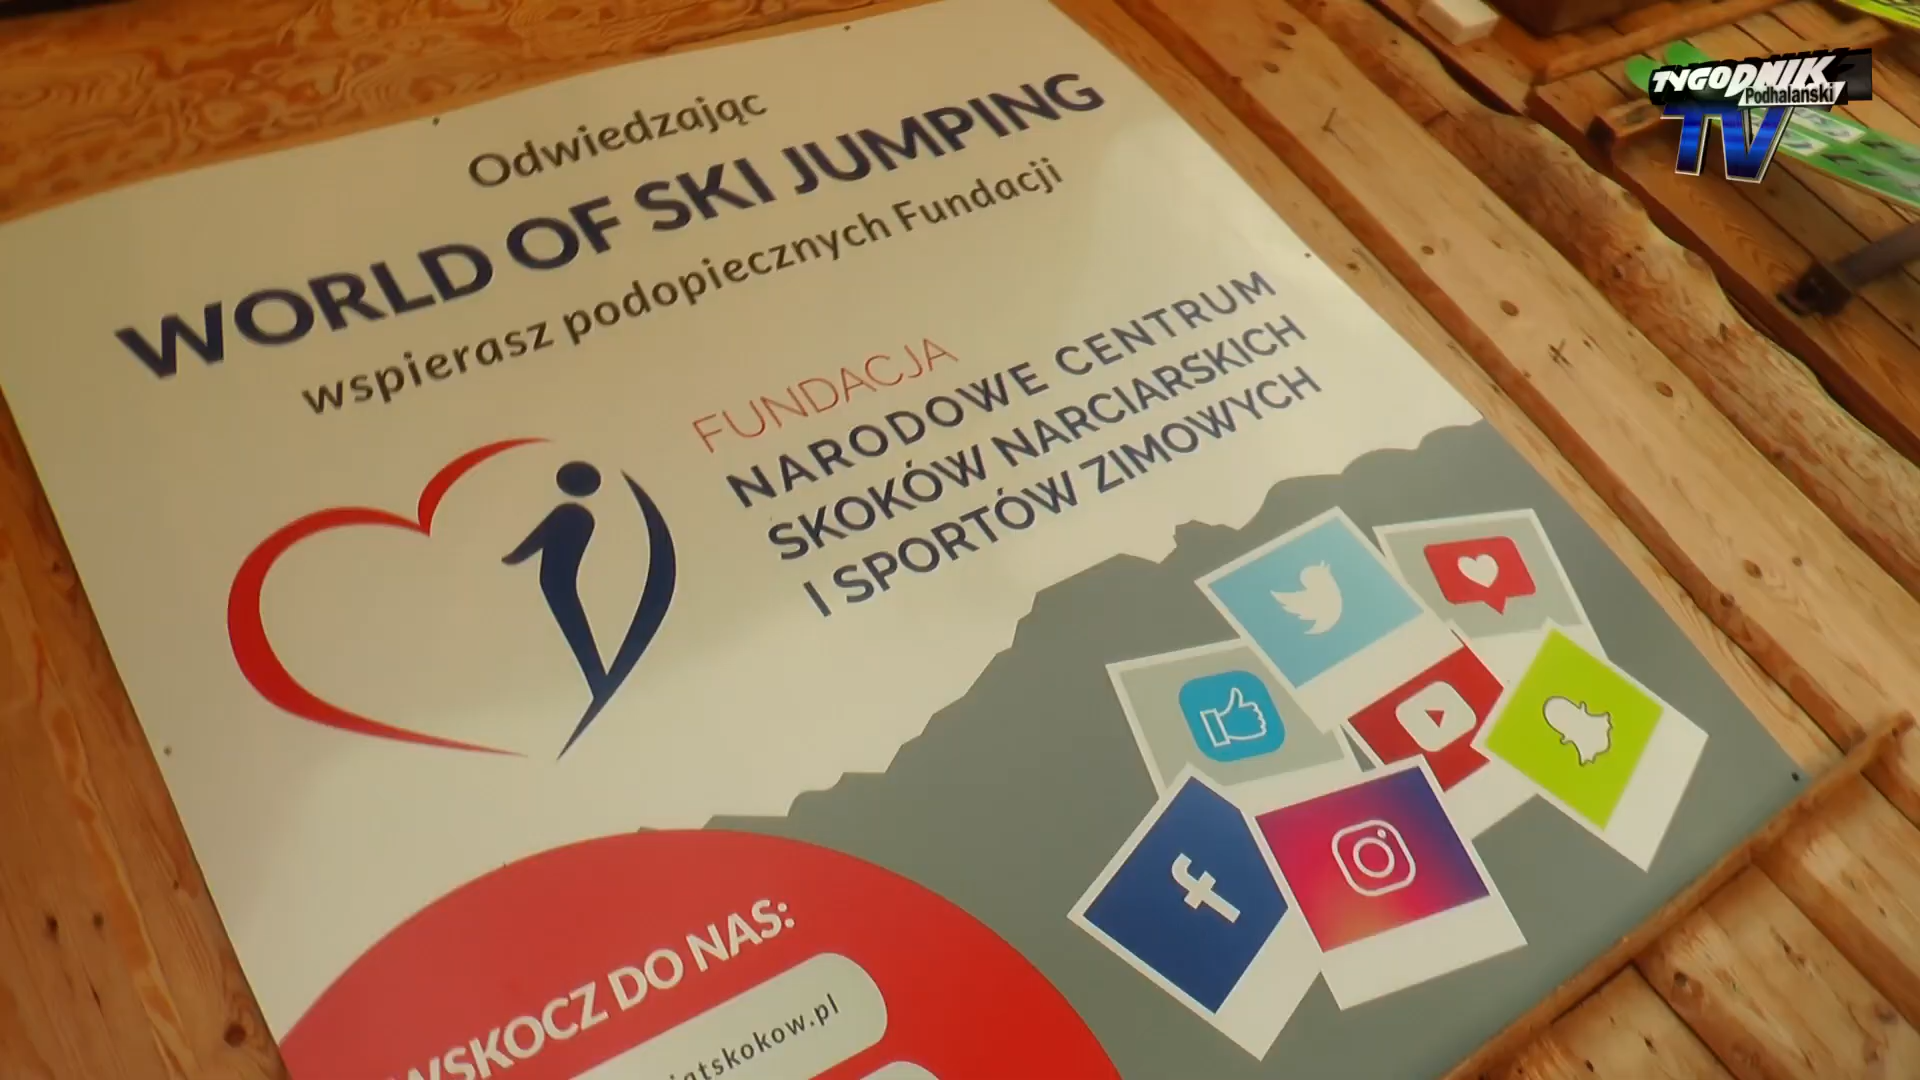 TYGODNIK
Podhalański
TV
Odwiedzając
WORLD OF SKI JUMPING
wspierasz podopiecznych Fundacji
FUNDACJA
NARODOWE CENTRUM
SKOKÓW NARCIARSKICH
I SPORTÓW ZIMOWYCH
WSKOCZ DO NAS: